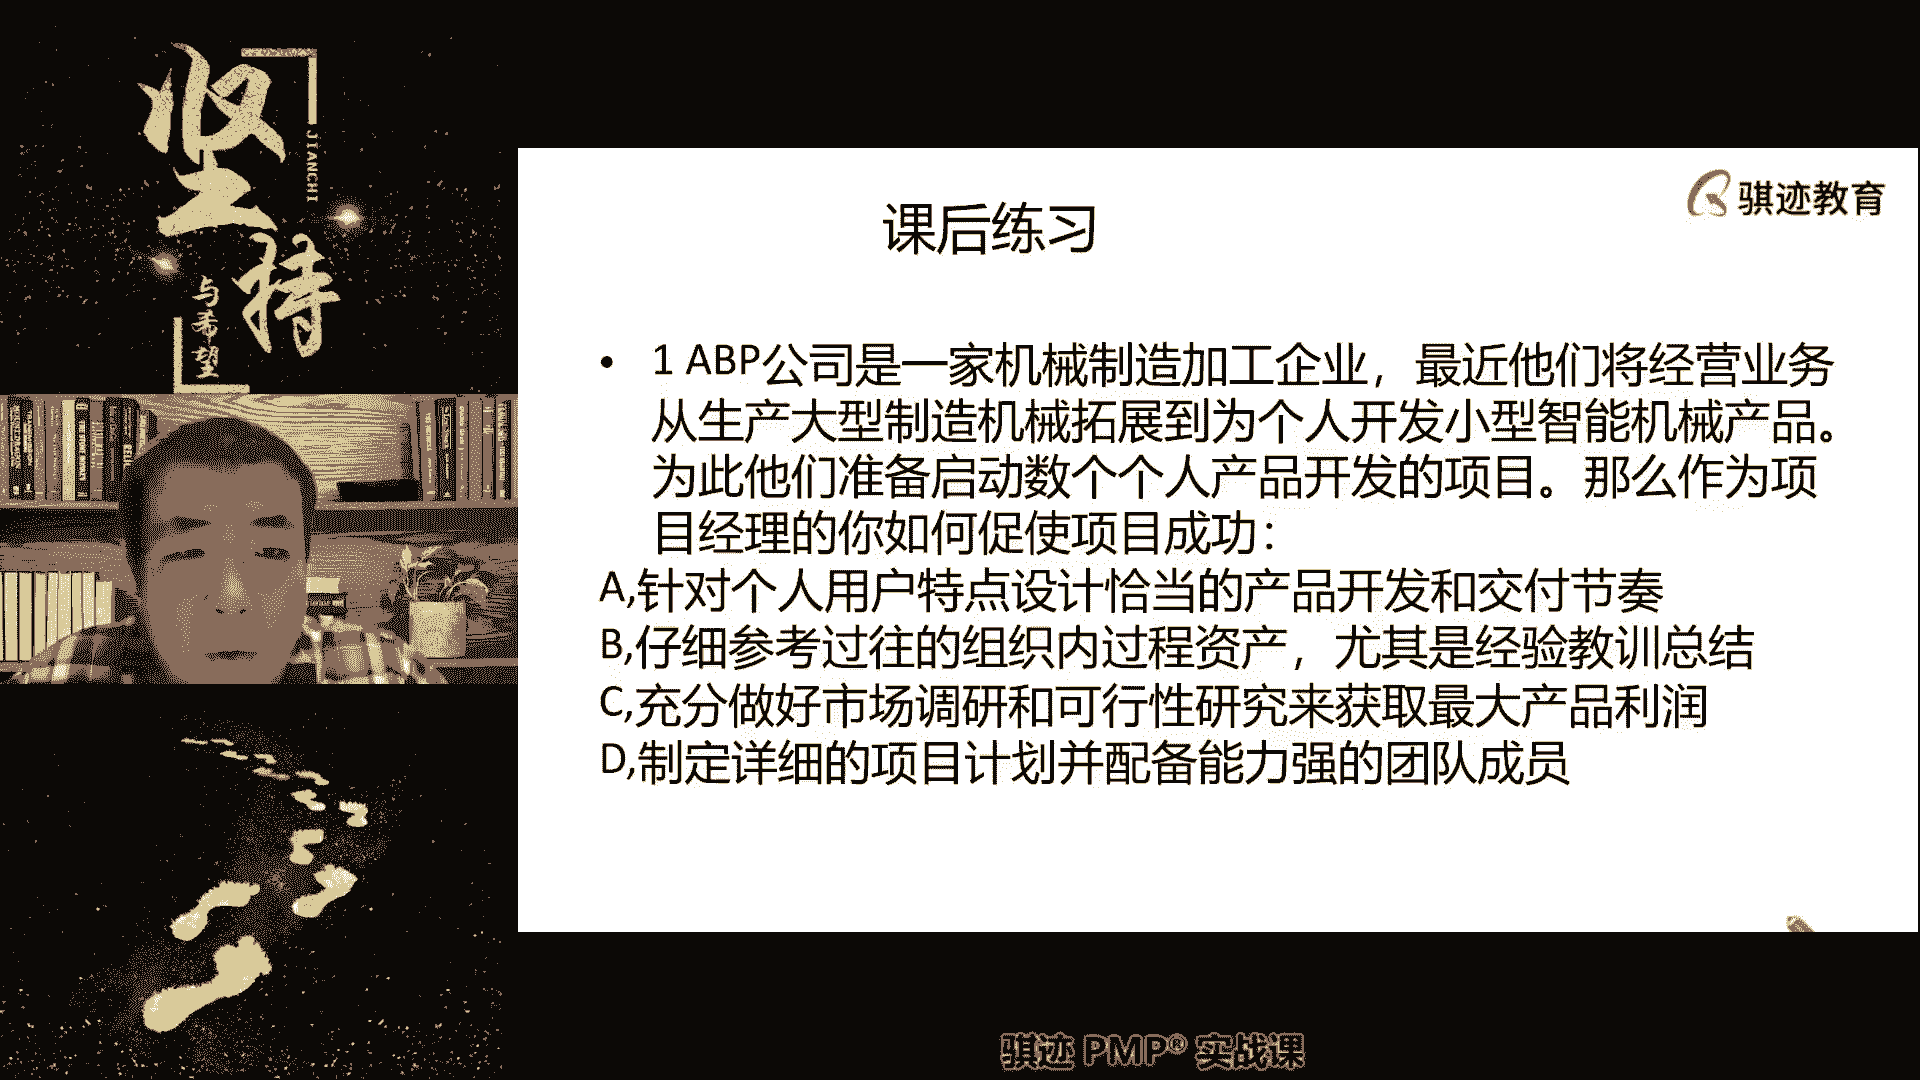 坚持
JIANCHI
与希望
骐迹教育
课后练习
• 1 ABP公司是一家机械制造加工企业，最近他们将经营业务
从生产大型制造机械拓展到为个人开发小型智能机械产品。
为此他们准备启动数个个人产品开发的项目。那么作为项
目经理的你如何促使项目成功：
A,针对个人用户特点设计恰当的产品开发和交付节奏
B,仔细参考过往的组织内过程资产，尤其是经验教训总结
C,充分做好市场调研和可行性研究来获取最大产品利润
D,制定详细的项目计划并配备能力强的团队成员
骐迹 PMP® 实战课